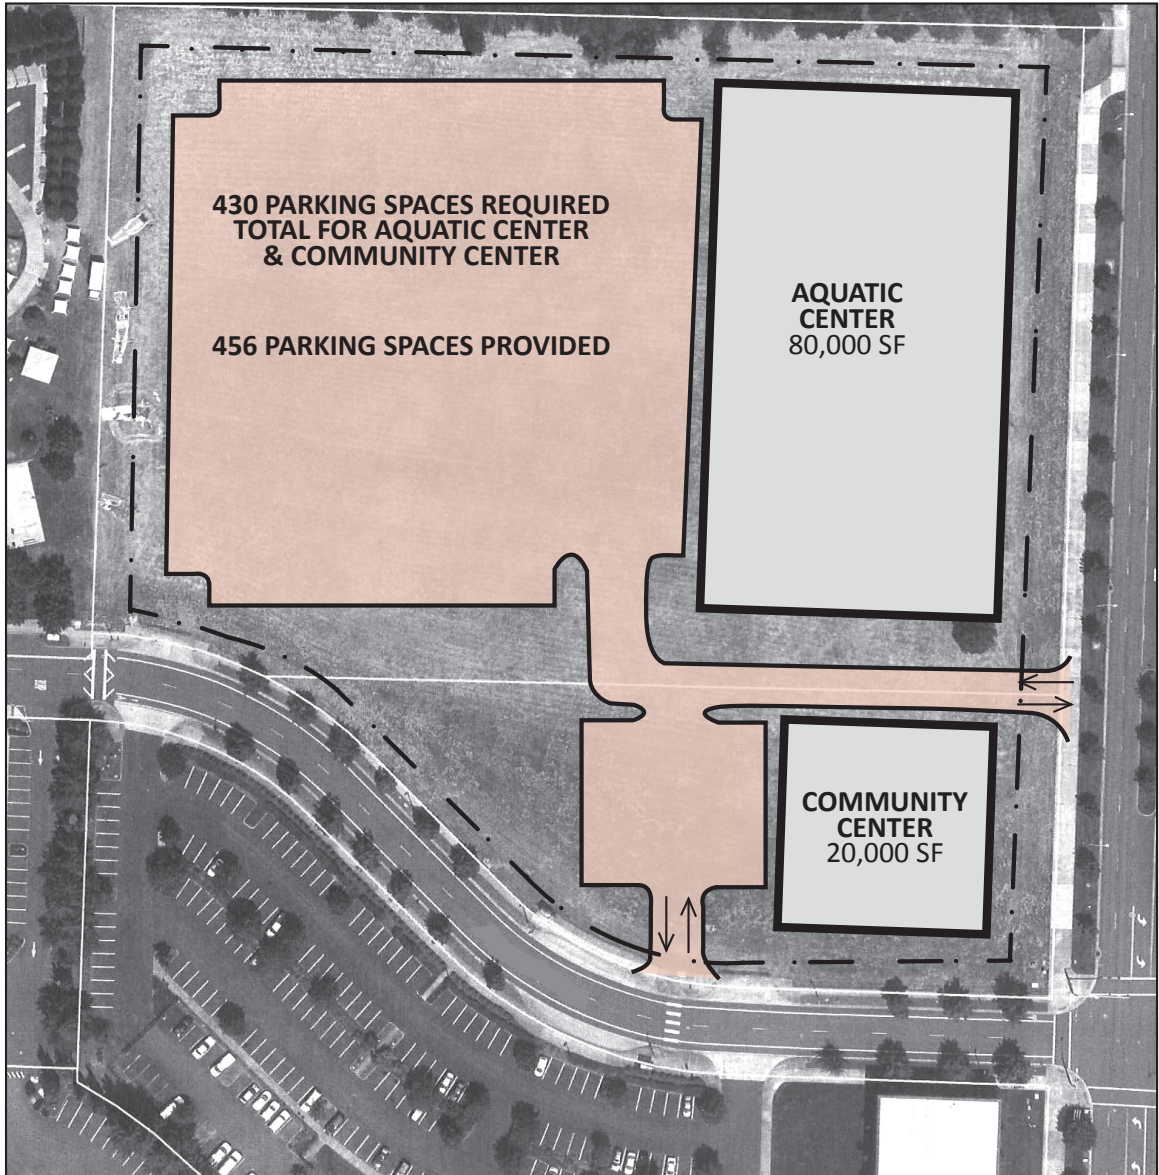 430 PARKING SPACES REQUIRED
TOTAL FOR AQUATIC CENTER
& COMMUNITY CENTER
456 PARKING SPACES PROVIDED
AQUATIC
CENTER
80,000 SF
COMMUNITY
CENTER
20,000 SF